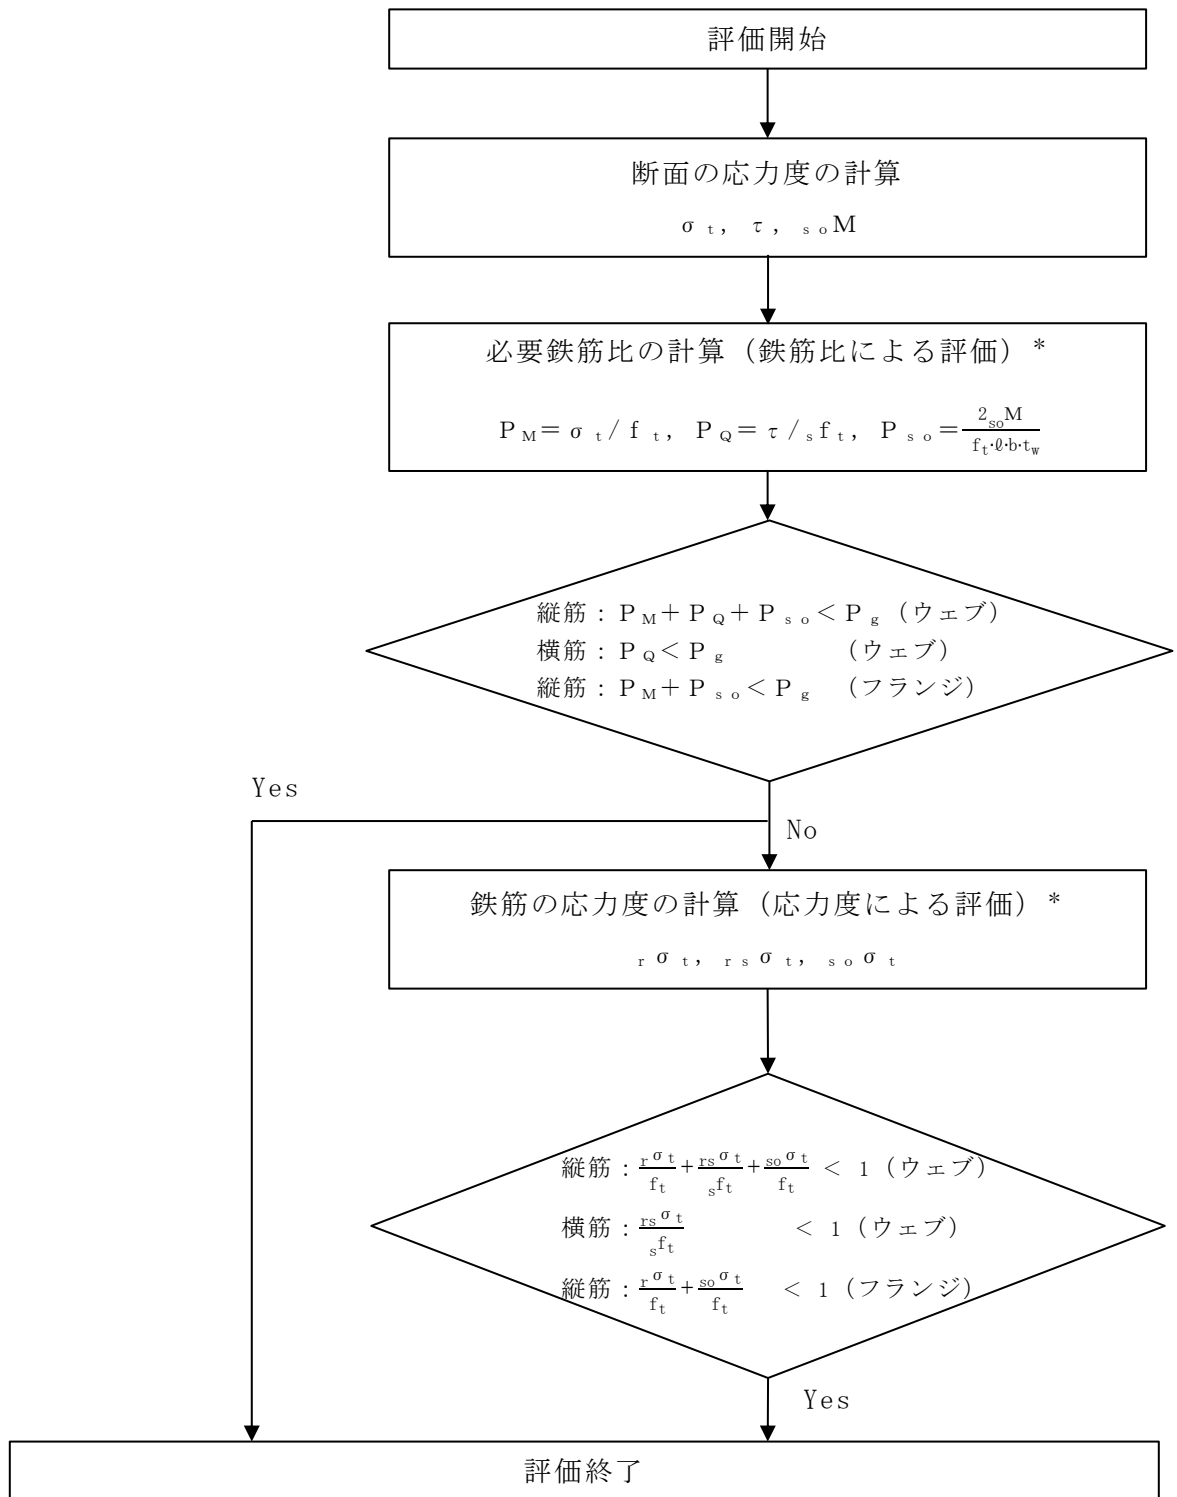 評価開始
断面の応力度の計算
σt, τ, soM
必要鉄筋比の計算（鉄筋比による評価）*
PM＝σt/ft, PQ＝τ/sft, Pso＝2soM/ft·ℓ·b·tw
縦筋：PM＋PQ＋Pso＜Pg（ウェブ）
横筋：PQ＜Pg（ウェブ）
縦筋：PM＋Pso＜Pg（フランジ）
Yes
No
鉄筋の応力度の計算（応力度による評価）*
rσt, rsσt, soσt
縦筋：rσt/ft+rsσt/sft+soσt/ft < 1（ウェブ）
横筋：rsσt/sft < 1（ウェブ）
縦筋：rσt/ft+soσt/ft < 1（フランジ）
Yes
評価終了